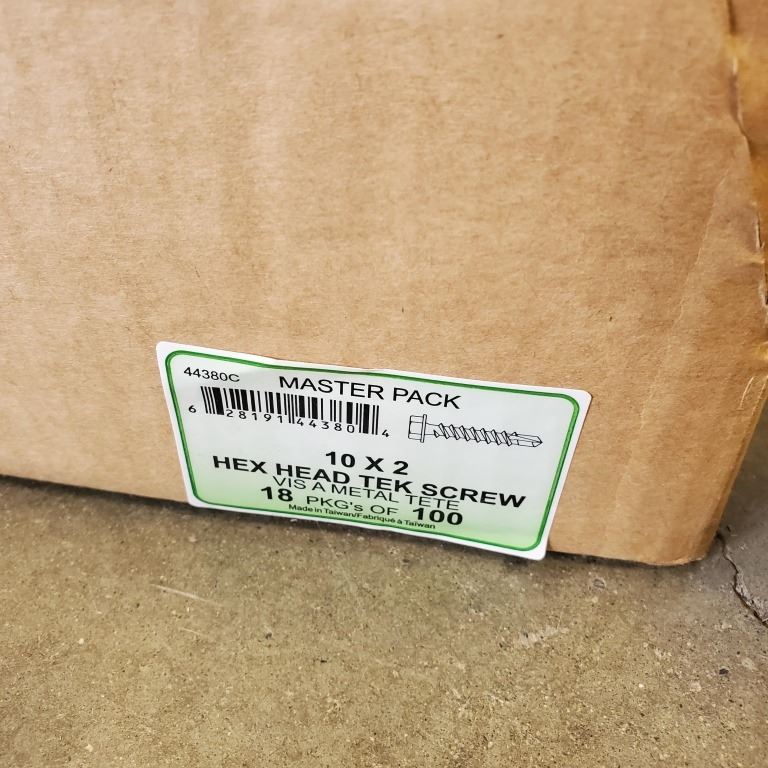 44380C MASTER PACK
6 28191 44380 4
10 X 2
HEX HEAD TEK SCREW
VIS A METAL TETE
18 PKG's OF 100
Made in Taiwan/Fabriqué à Taiwan